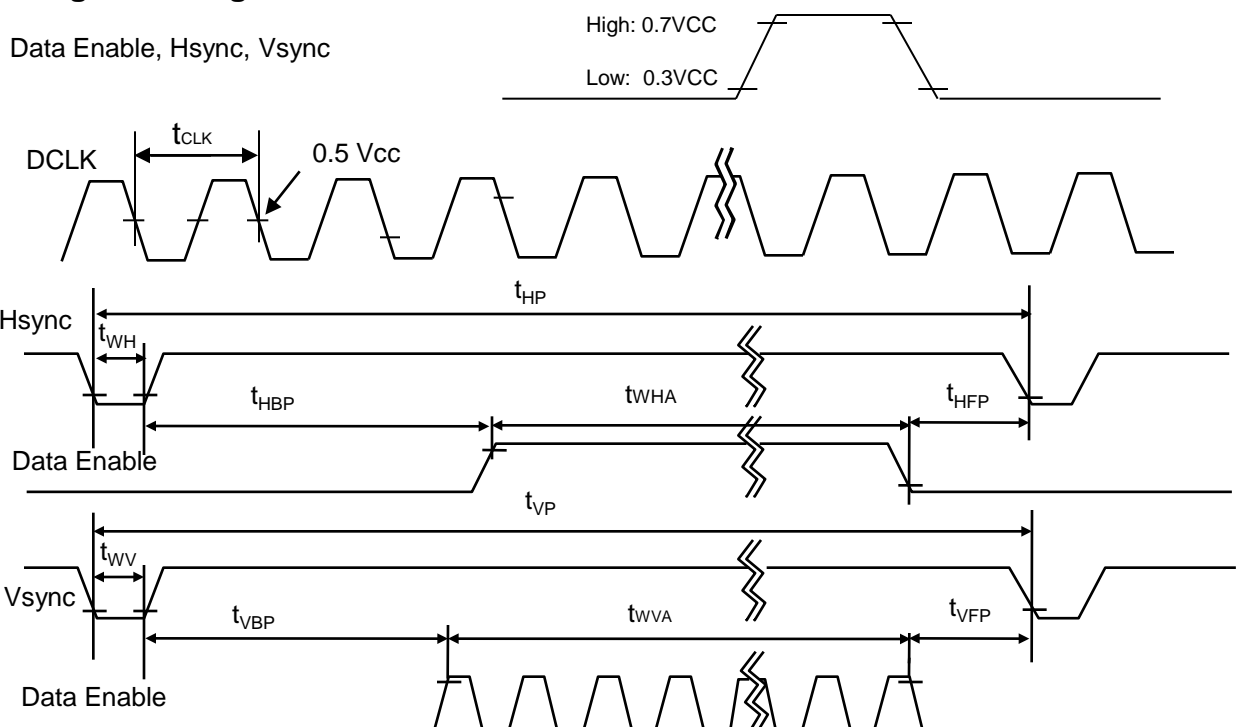 High: 0.7VCC
Data Enable, Hsync, Vsync
Low: 0.3VCC
tCLK
DCLK
0.5 Vcc
tHP
Hsync
tWH
tHBP
tWHA
tHFP
Data Enable
tVP
tWV
Vsync
tVBP
tWVA
tVFP
Data Enable